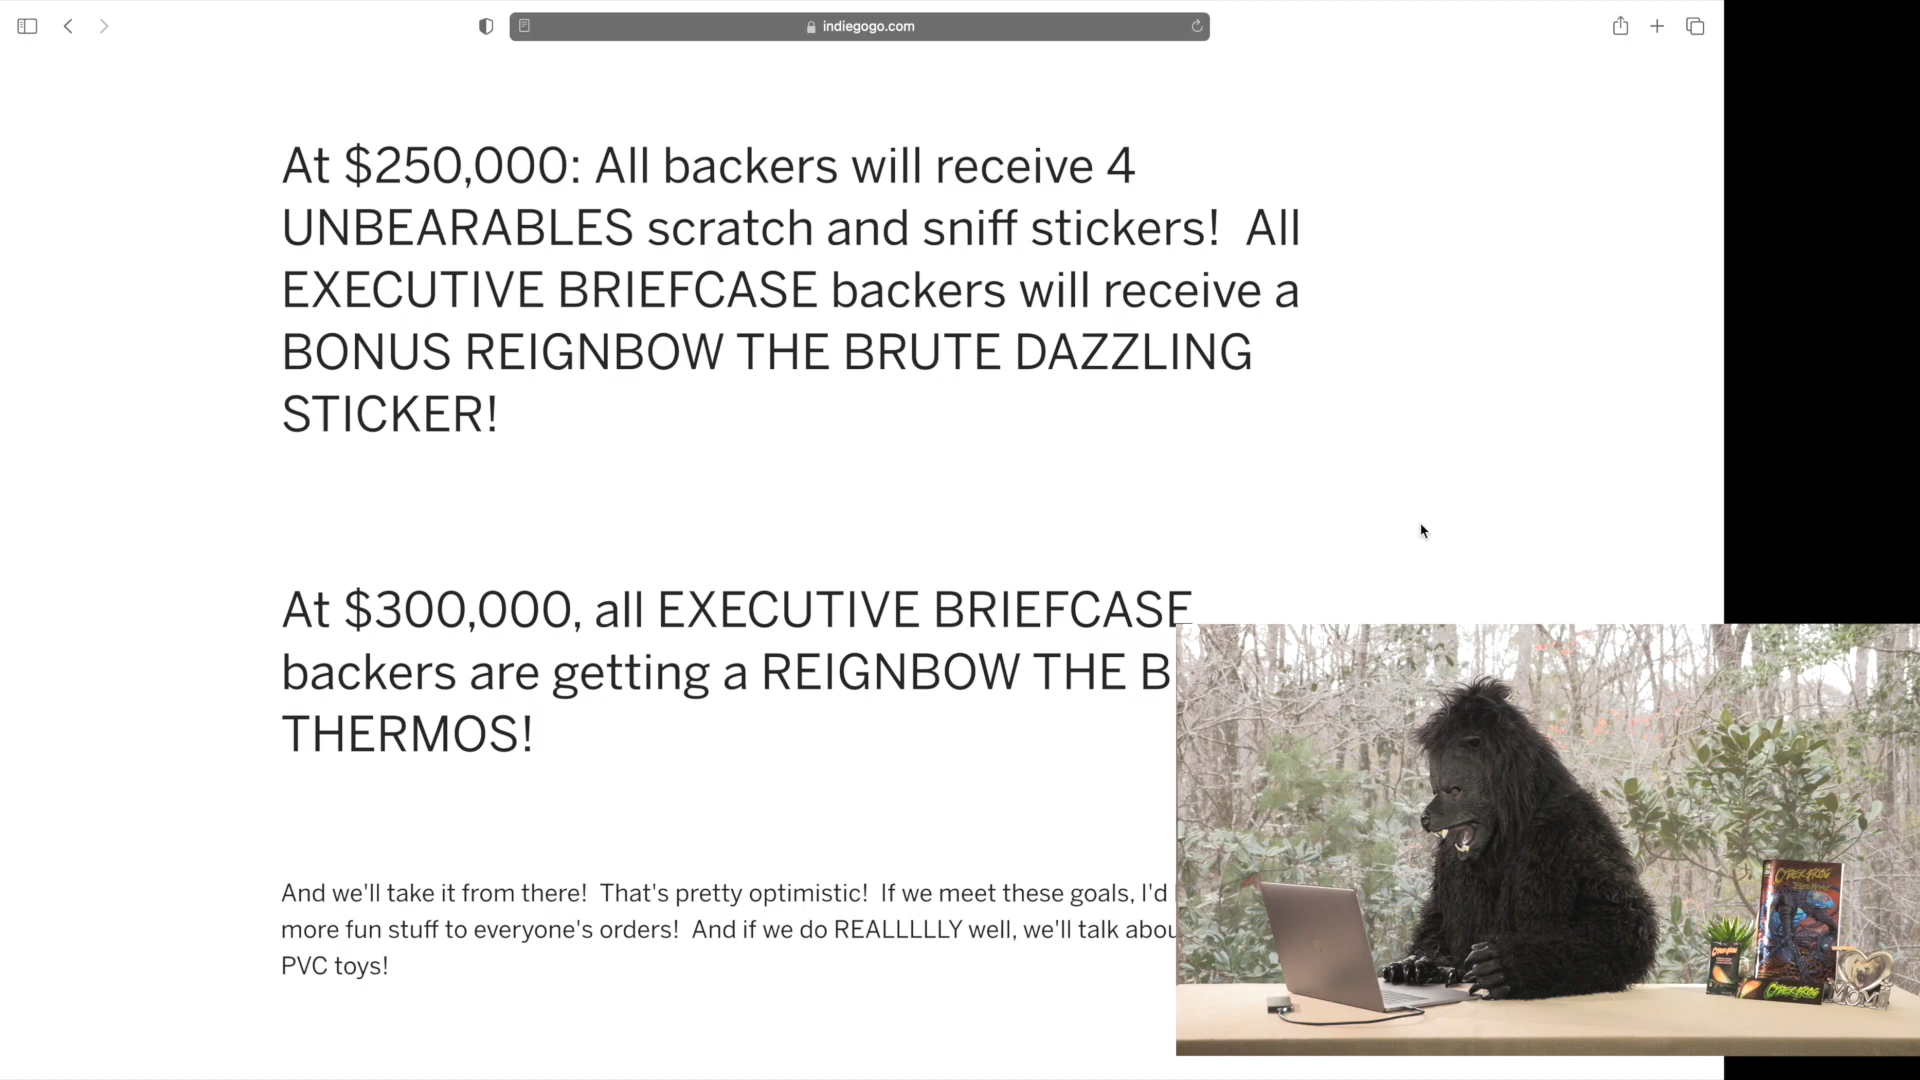 indiegogo.com
At $250,000: All backers will receive 4
UNBEARABLES scratch and sniff stickers!  All
EXECUTIVE BRIEFCASE backers will receive a
BONUS REIGNBOW THE BRUTE DAZZLING
STICKER!
At $300,000, all EXECUTIVE BRIEFCASE
backers are getting a REIGNBOW THE B
THERMOS!
And we'll take it from there!  That's pretty optimistic!  If we meet these goals, I'd
more fun stuff to everyone's orders!  And if we do REALLLLLY well, we'll talk abou
PVC toys!
CYBERFROG
CYBERFROG
MOM